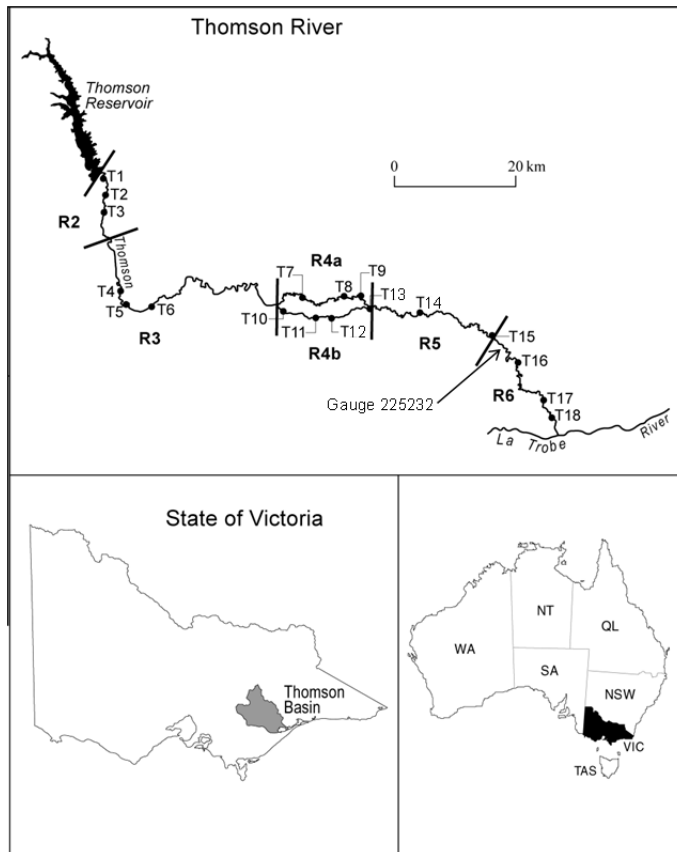 Thomson River
Thomson
Reservoir
0
20 km
T1
T2
T3
R2
Thomson
T4
T5
T6
R3
R4a
T7
T8
T9
T10
T11
T12
T13
R4b
T14
R5
T15
T16
Gauge 225232
R6
T17
T18
La Trobe River
State of Victoria
Thomson
Basin
WA
NT
QL
SA
NSW
VIC
TAS